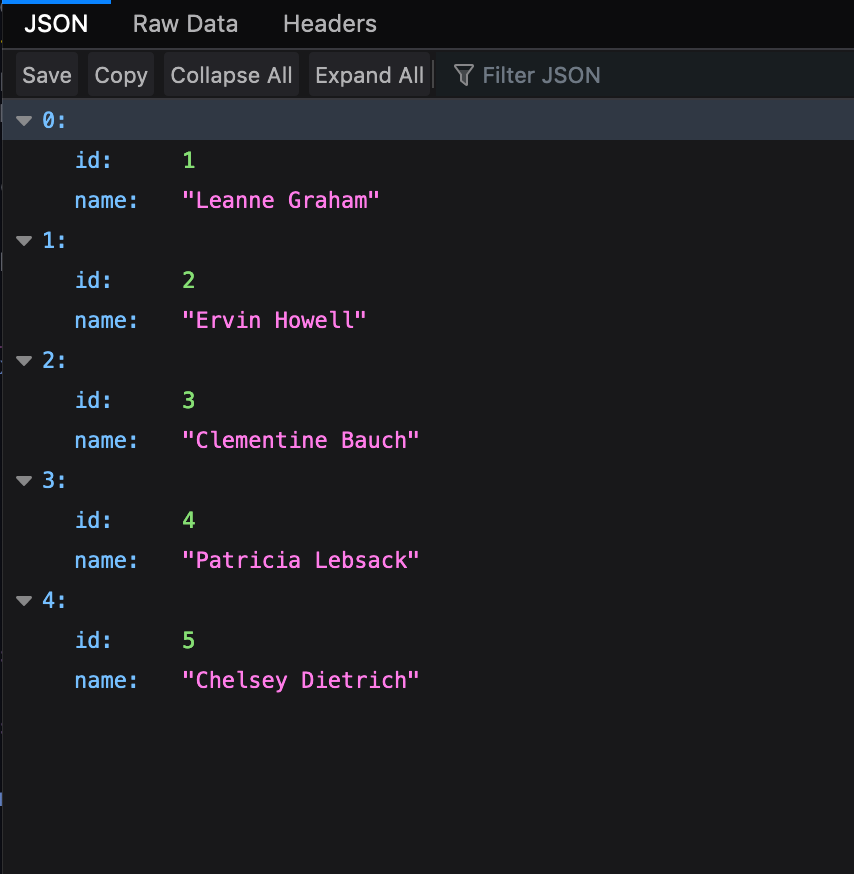 JSON Raw Data Headers
Save Copy Collapse All Expand All Filter JSON
0:
id: 1
name: "Leanne Graham"
1:
id: 2
name: "Ervin Howell"
2:
id: 3
name: "Clementine Bauch"
3:
id: 4
name: "Patricia Lebsack"
4:
id: 5
name: "Chelsey Dietrich"